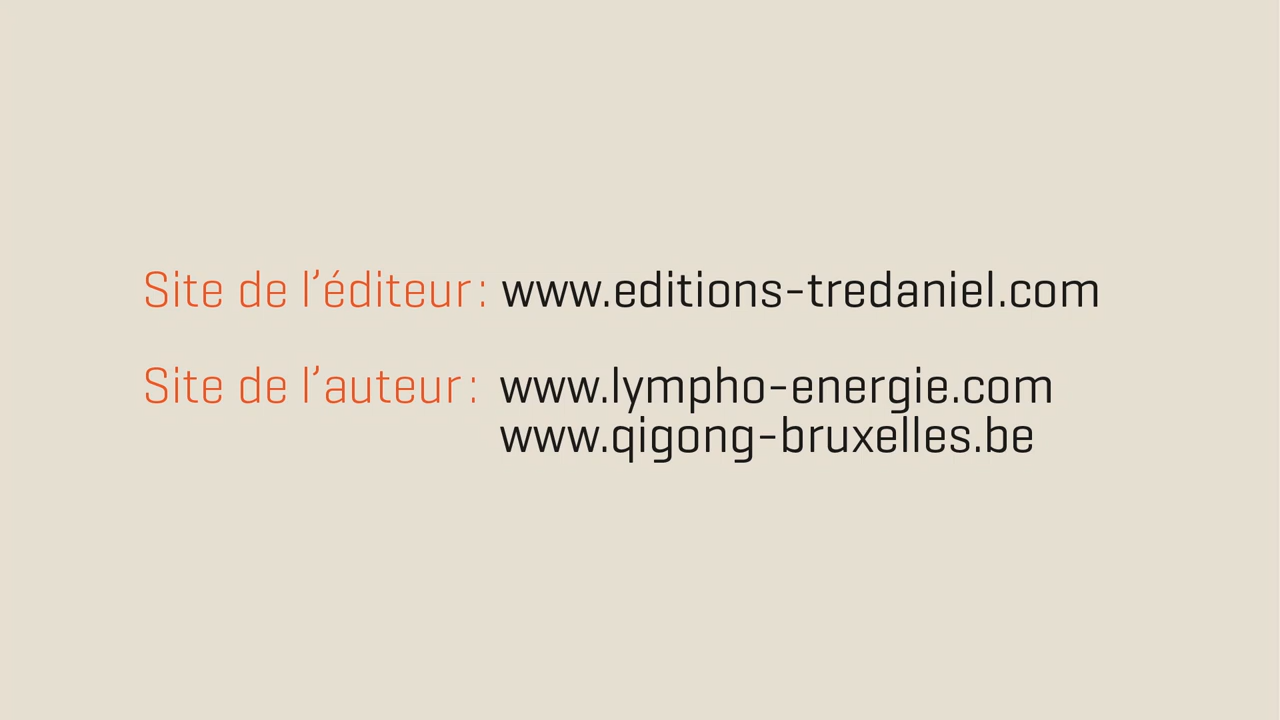 Site de l’éditeur : www.editions-tredaniel.com
Site de l’auteur : www.lympho-energie.com
www.qigong-bruxelles.be